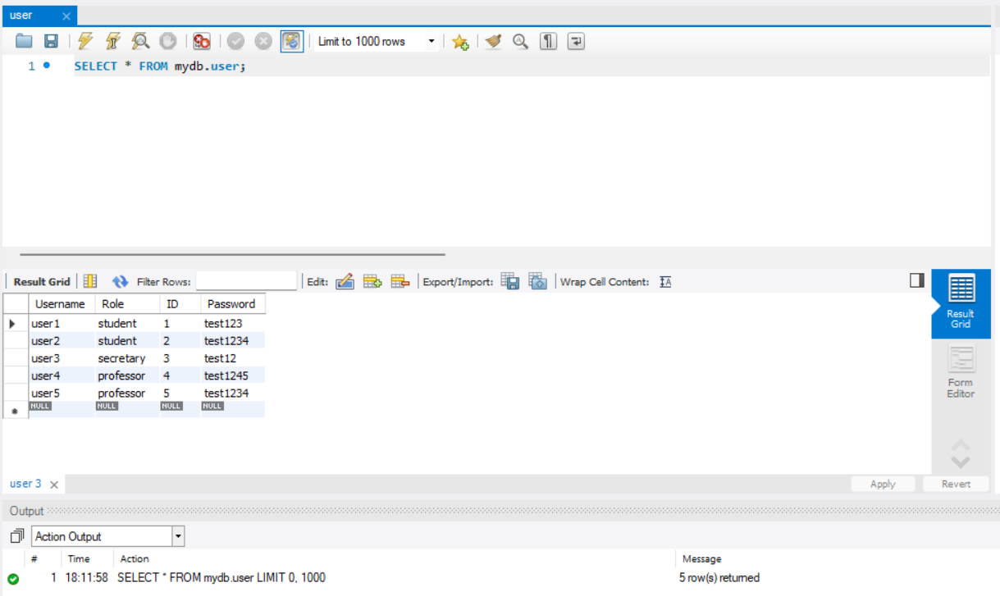 user
Limit to 1000 rows
1 SELECT * FROM mydb.user;
Result Grid Filter Rows: Edit: Export/Import: Wrap Cell Content:
Username Role ID Password
user1 student 1 test123
user2 student 2 test1234
user3 secretary 3 test12
user4 professor 4 test1245
user5 professor 5 test1234
NULL NULL NULL NULL
Result
Grid
Form
Editor
user 3
Apply Revert
Output
Action Output
# Time Action Message
1 18:11:58 SELECT * FROM mydb.user LIMIT 0, 1000 5 row(s) returned